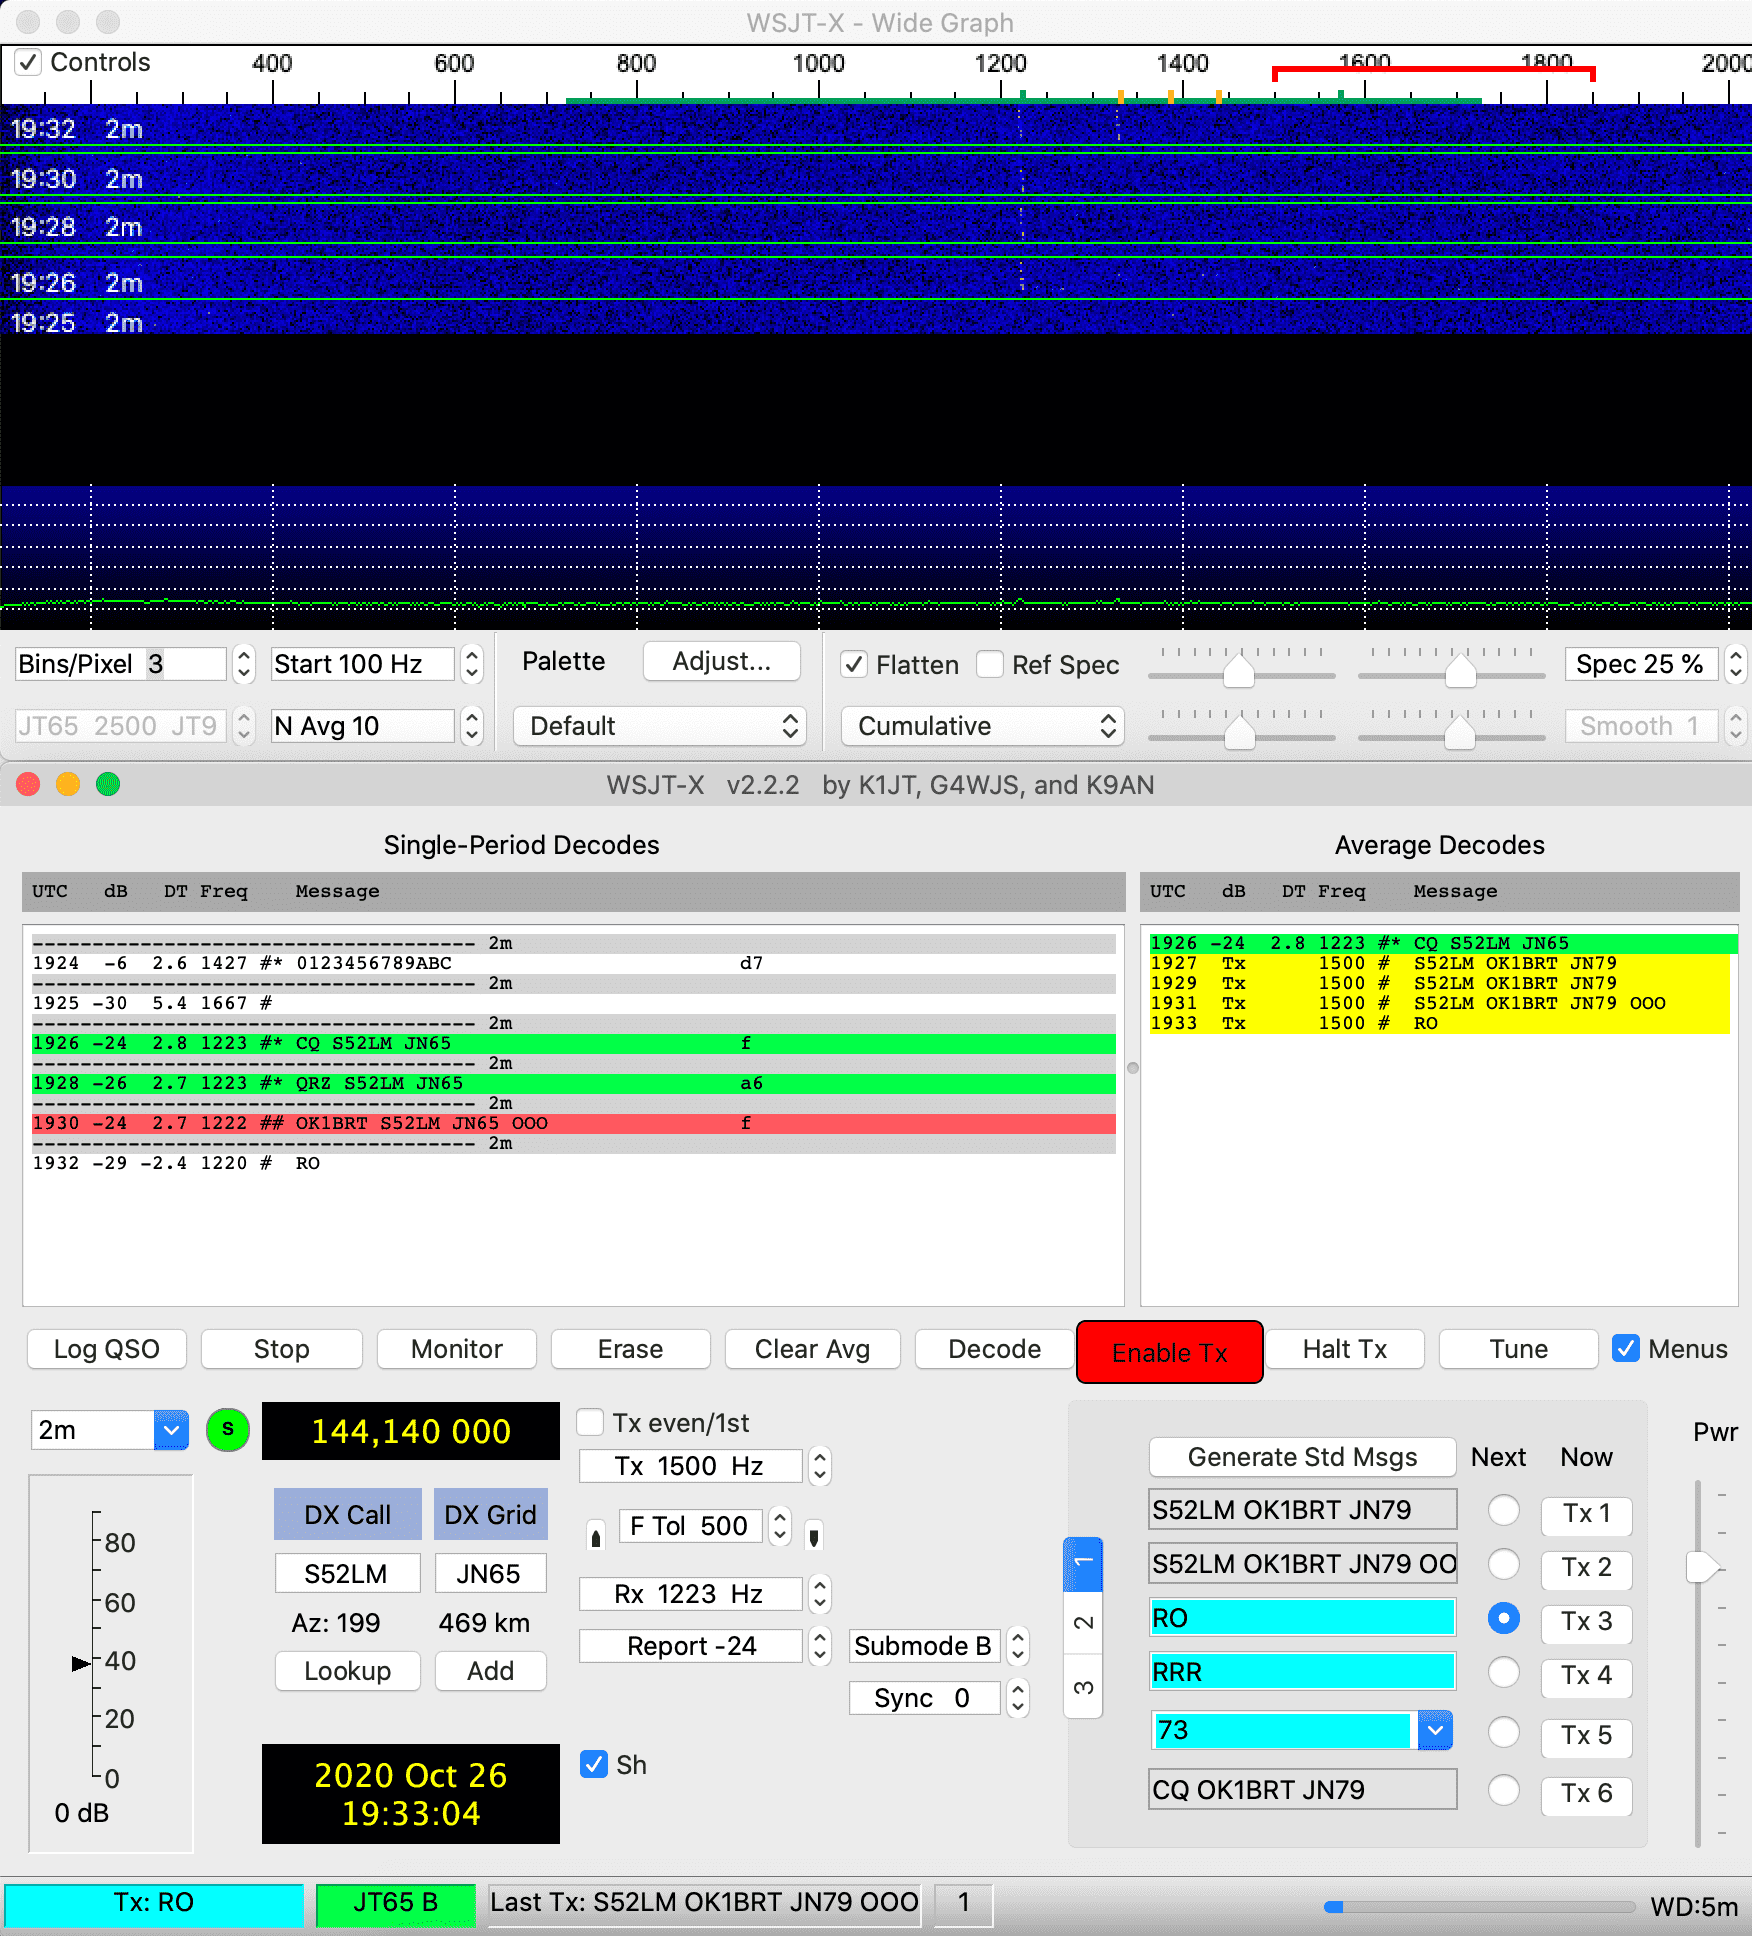 WSJT-X - Wide Graph
Controls 400 600 800 1000 1200 1400 1600 1800 2000
19:32 2m
19:30 2m
19:28 2m
19:26 2m
19:25 2m
Bins/Pixel 3 Start 100 Hz Palette Adjust... Flatten Ref Spec Spec 25 %
JT65 2500 JT9 N Avg 10 Default Cumulative Smooth 1
WSJT-X v2.2.2 by K1JT, G4WJS, and K9AN
Single-Period Decodes
UTC dB DT Freq Message
------------------------------------- 2m
1924 -6 2.6 1427 #* 0123456789ABC d7
------------------------------------- 2m
1925 -30 5.4 1667 #
------------------------------------- 2m
1926 -24 2.8 1223 #* CQ S52LM JN65 f
------------------------------------- 2m
1928 -26 2.7 1223 #* QRZ S52LM JN65 a6
------------------------------------- 2m
1930 -24 2.7 1222 ## OK1BRT S52LM JN65 OOO f
------------------------------------- 2m
1932 -29 -2.4 1220 # RO
Average Decodes
UTC dB DT Freq Message
1926 -24 2.8 1223 #* CQ S52LM JN65
1927 Tx 1500 # S52LM OK1BRT JN79
1929 Tx 1500 # S52LM OK1BRT JN79
1931 Tx 1500 # S52LM OK1BRT JN79 OOO
1933 Tx 1500 # RO
Log QSO Stop Monitor Erase Clear Avg Decode Enable Tx Halt Tx Tune Menus
2m S 144,140 000
80
60
40
20
0
0 dB
DX Call DX Grid
S52LM JN65
Az: 199 469 km
Lookup Add
2020 Oct 26
19:33:04
Tx even/1st
Tx 1500 Hz
F Tol 500
Rx 1223 Hz
Report -24 Submode B
Sync 0
Sh
1
2
3
Generate Std Msgs Next Now
S52LM OK1BRT JN79 Tx 1
S52LM OK1BRT JN79 OO Tx 2
RO Tx 3
RRR Tx 4
73 Tx 5
CQ OK1BRT JN79 Tx 6
Pwr
Tx: RO JT65 B Last Tx: S52LM OK1BRT JN79 OOO 1 WD:5m